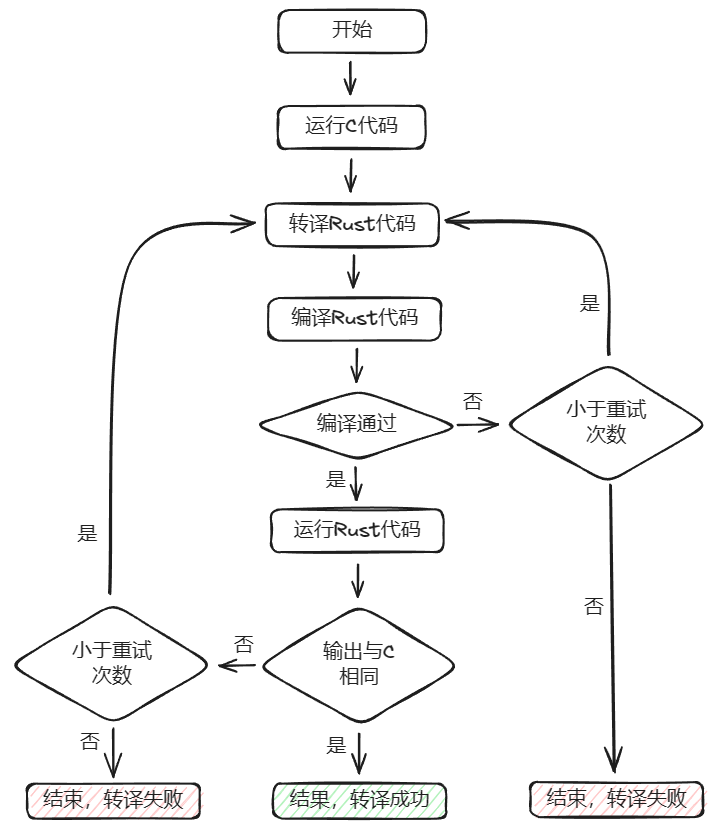 开始
运行C代码
转译Rust代码
编译Rust代码
是
编译通过
否
小于重试
次数
是
运行Rust代码
是
否
小于重试
次数
否
输出与C
相同
否
是
结束，转译失败
结果，转译成功
结束，转译失败